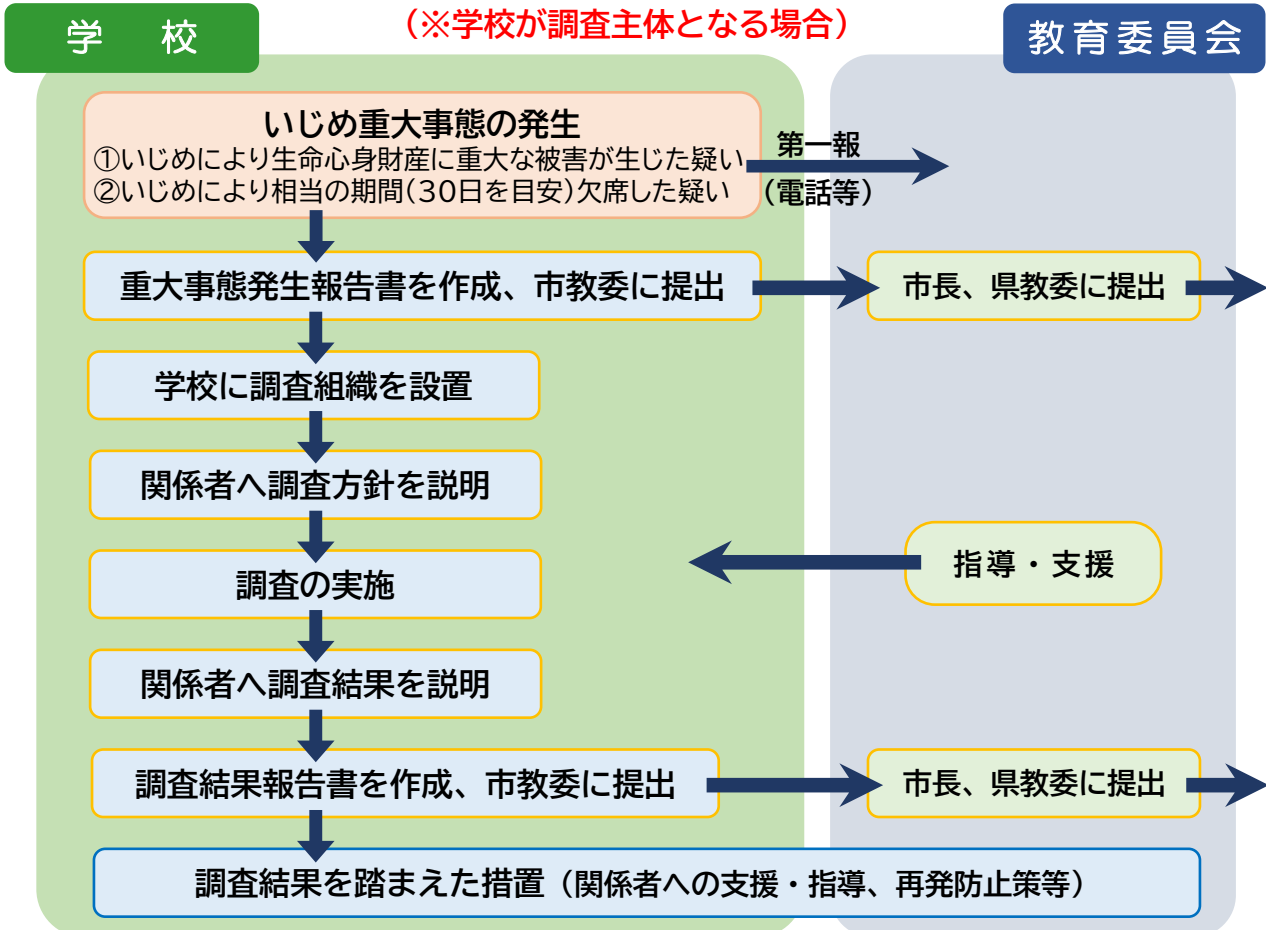 学 校
（※学校が調査主体となる場合）
教育委員会
いじめ重大事態の発生
①いじめにより生命心身財産に重大な被害が生じた疑い
②いじめにより相当の期間（30日を目安）欠席した疑い
第一報
（電話等）
重大事態発生報告書を作成、市教委に提出
市長、県教委に提出
学校に調査組織を設置
関係者へ調査方針を説明
調査の実施
指導・支援
関係者へ調査結果を説明
調査結果報告書を作成、市教委に提出
市長、県教委に提出
調査結果を踏まえた措置（関係者への支援・指導、再発防止策等）